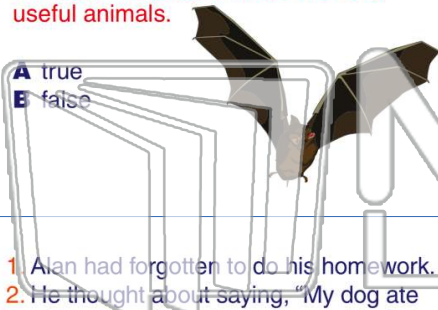 useful animals.
A true
B false
1. Alan had forgotten to do his homework.
2. He thought about saying, “My dog ate